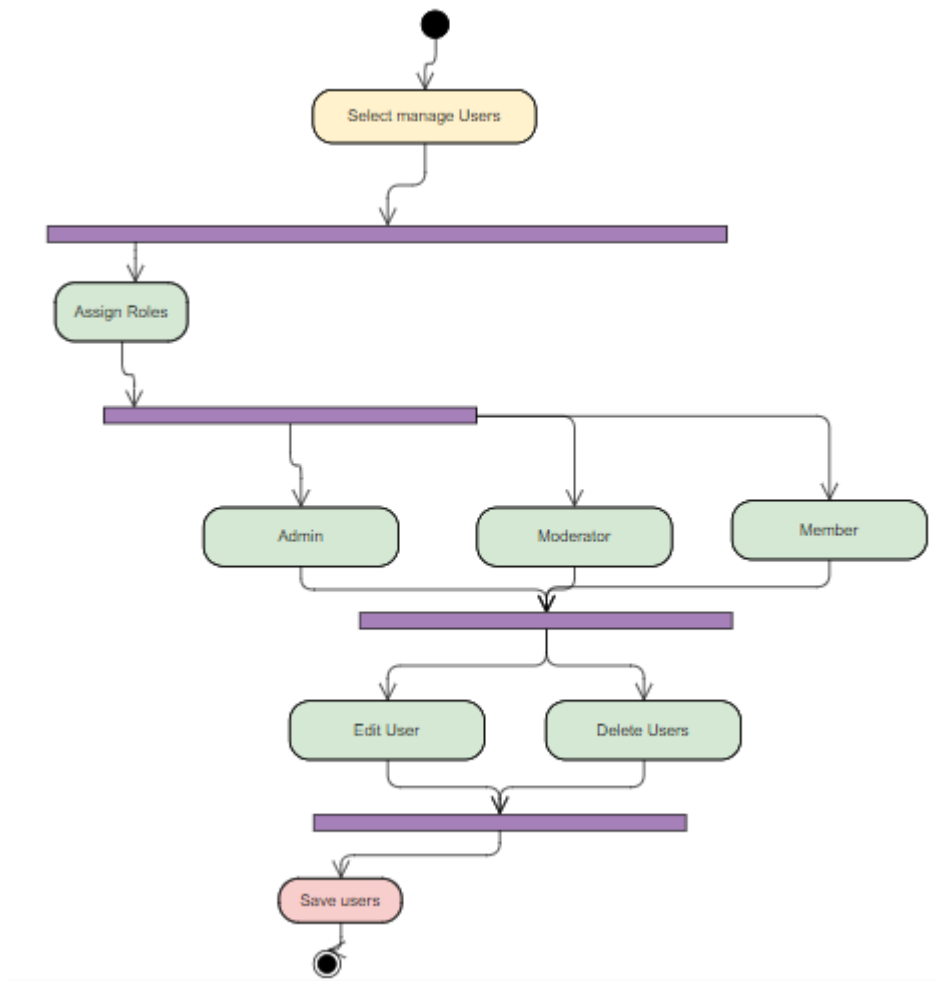 Select manage Users
Assign Roles
Admin
Moderator
Member
Edit User
Delete Users
Save users